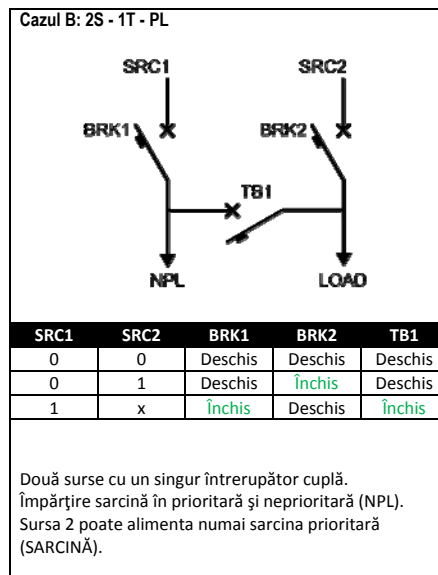 Cazul B: 2S - 1T - PL
SRC1 SRC2
BRK1 BRK2
TB1
NPL LOAD
SRC1 SRC2 BRK1 BRK2 TB1
0 0 Deschis Deschis Deschis
0 1 Deschis Închis Deschis
1 x Închis Deschis Închis
Două surse cu un singur întrerupător cuplă.
Împărţire sarcină în prioritară şi neprioritară (NPL).
Sursa 2 poate alimenta numai sarcina prioritară
(SARCINĂ).